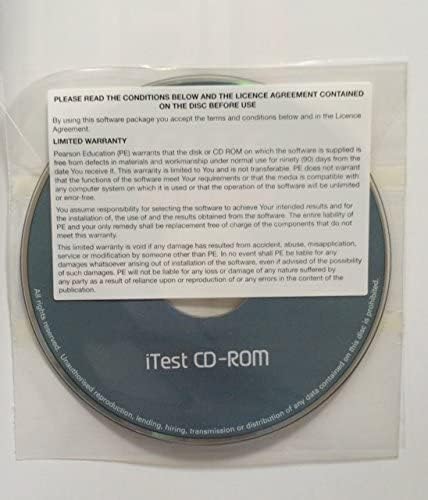 PLEASE READ THE CONDITIONS BELOW AND THE LICENCE AGREEMENT CONTAINED
ON THE DISC BEFORE USE
By using this software package you accept the terms and conditions below and in the Licence
Agreement.
LIMITED WARRANTY
Pearson Education (PE) warrants that the disk or CD ROM on which the software is supplied is
free from defects in materials and workmanship under normal use for ninety (90) days from the
date You receive it. This warranty is limited to You and is not transferable. PE does not warrant
that the functions of the software meet Your requirements or that the media is compatible with
any computer system on which it is used or that the operation of the software will be unlimited
or error-free.
You assume responsibility for selecting the software to achieve Your intended results and for
the installation of, the use of and the results obtained from the software. The entire liability of
PE and your only remedy shall be replacement free of charge of the components that do not
meet this warranty.
This limited warranty is void if any damage has resulted from accident, abuse, misapplication,
service or modification by someone other than PE. In no event shall PE be liable for any
damages whatsoever arising out of installation of the software, even if advised of the possibility
of such damages. PE will not be liable for any loss or damage of any nature suffered by
any party as a result of reliance upon or reproduction of or any errors in the content of the
publication.
iTest CD-ROM
All rights reserved. Unauthorised reproduction, lending, hiring, transmission or distribution of any data contained on this disc is prohibited.